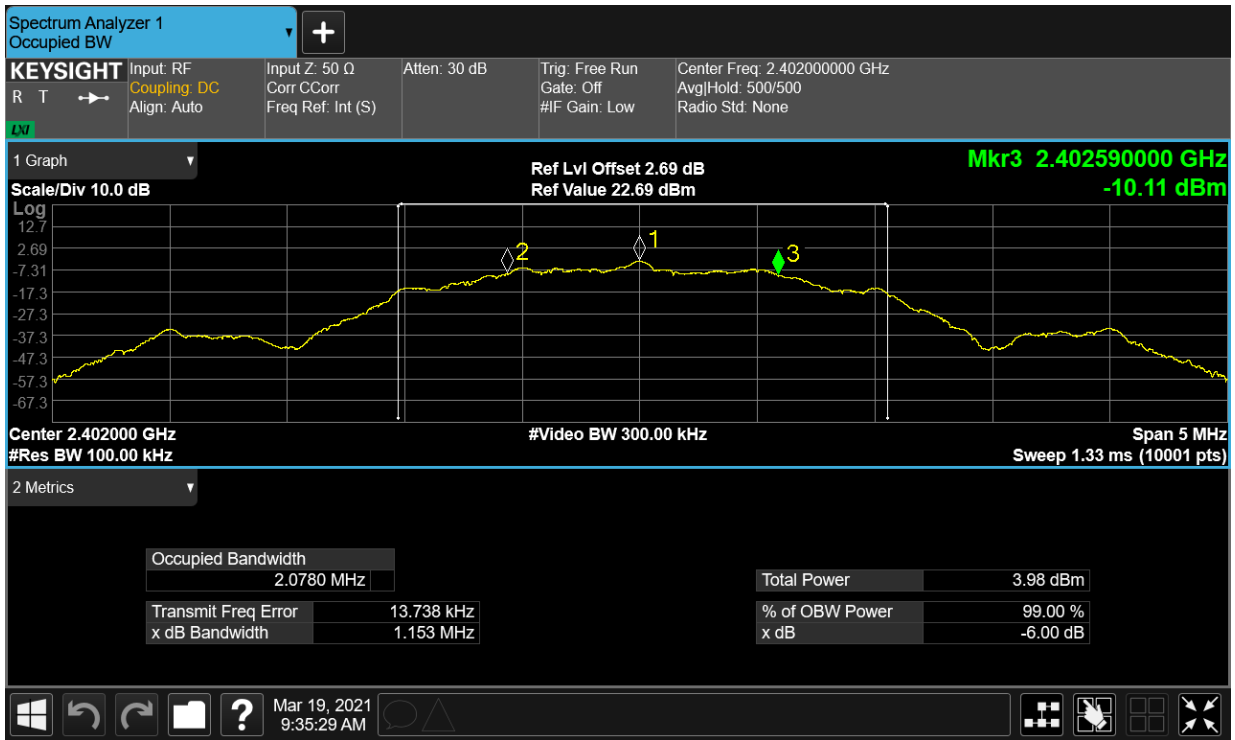 Spectrum Analyzer 1
Occupied BW
KEYSIGHT
R T
LXI
Input: RF
Coupling: DC
Align: Auto
Input Z: 50 Ω
Corr CCorr
Freq Ref: Int (S)
Atten: 30 dB
Trig: Free Run
Gate: Off
#IF Gain: Low
Center Freq: 2.402000000 GHz
Avg|Hold: 500/500
Radio Std: None
1 Graph
Scale/Div 10.0 dB
Ref Lvl Offset 2.69 dB
Ref Value 22.69 dBm
Mkr3 2.402590000 GHz
-10.11 dBm
Log
12.7
2.69
-7.31
-17.3
-27.3
-37.3
-47.3
-57.3
-67.3
2
1
3
Center 2.402000 GHz
#Video BW 300.00 kHz
Span 5 MHz
#Res BW 100.00 kHz
Sweep 1.33 ms (10001 pts)
2 Metrics
Occupied Bandwidth
2.0780 MHz
Transmit Freq Error 13.738 kHz
x dB Bandwidth 1.153 MHz
Total Power 3.98 dBm
% of OBW Power 99.00 %
x dB -6.00 dB
?
Mar 19, 2021
9:35:29 AM